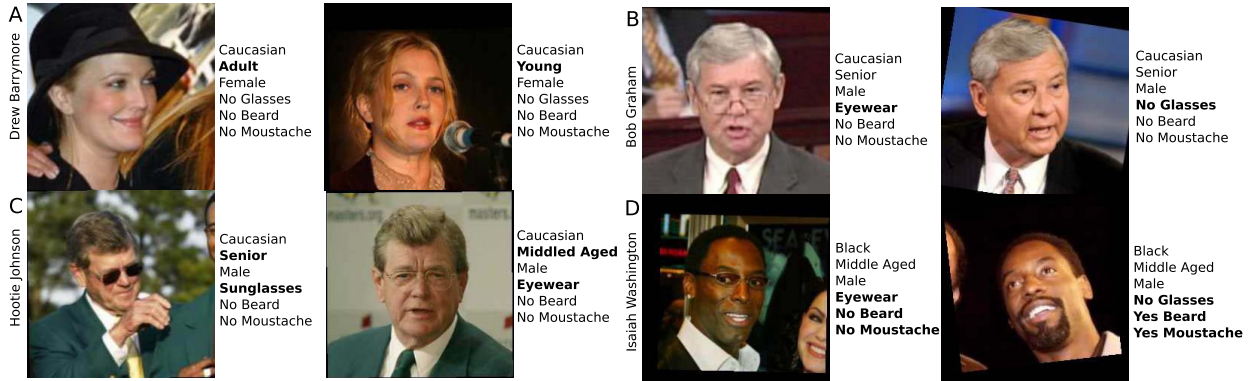 A
Drew Barrymore
Caucasian
Adult
Female
No Glasses
No Beard
No Moustache
Caucasian
Young
Female
No Glasses
No Beard
No Moustache
B
Bob Graham
Caucasian
Senior
Male
Eyewear
No Beard
No Moustache
Caucasian
Senior
Male
No Glasses
No Beard
No Moustache
C
Hootie Johnson
Caucasian
Senior
Male
Sunglasses
No Beard
No Moustache
masters.org
masters
Caucasian
Middled Aged
Male
Eyewear
No Beard
No Moustache
D
Isaiah Washington
Black
Middle Aged
Male
Eyewear
No Beard
No Moustache
Black
Middle Aged
Male
No Glasses
Yes Beard
Yes Moustache